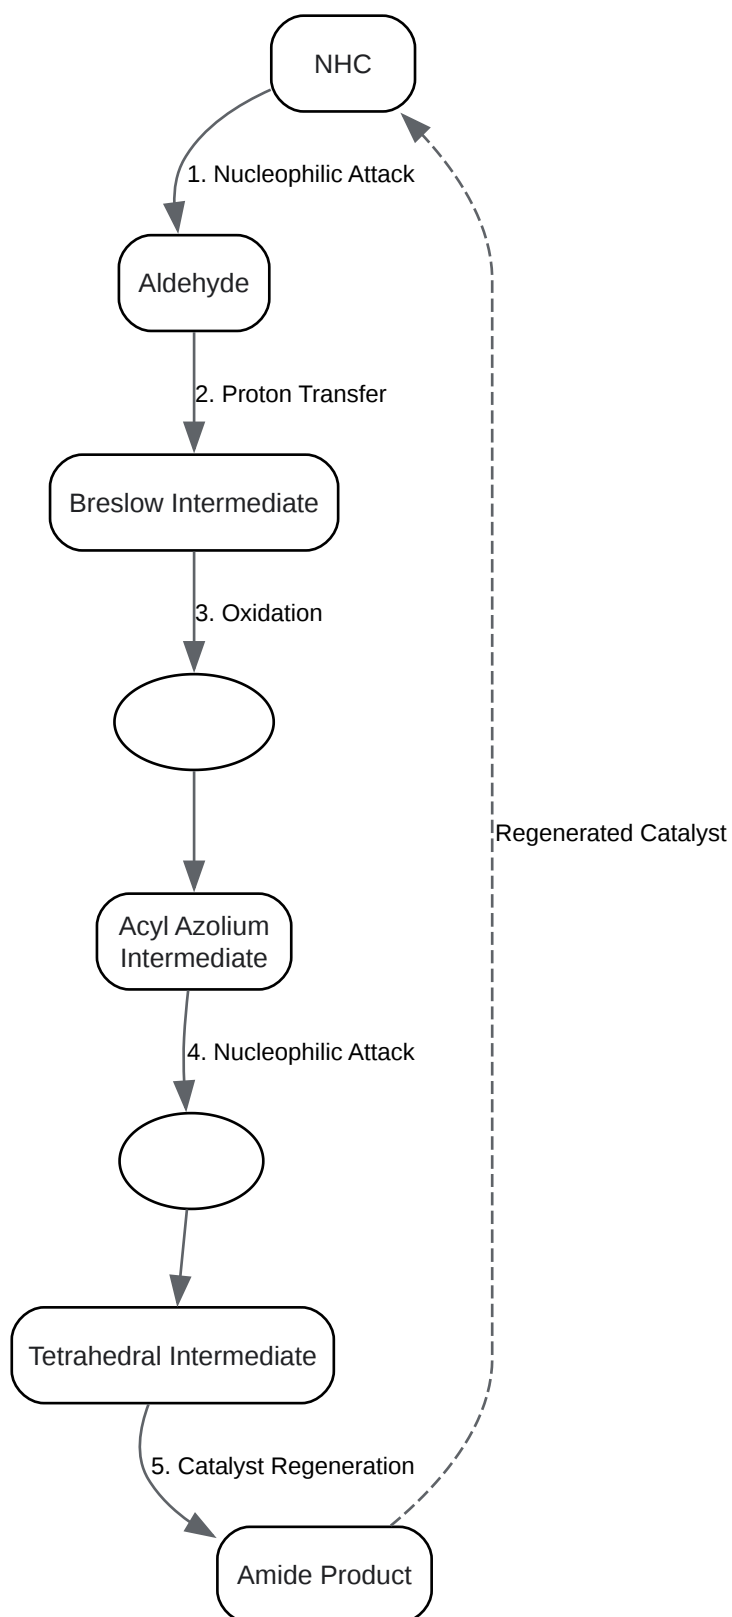 NHC
1. Nucleophilic Attack
Aldehyde
2. Proton Transfer
Breslow Intermediate
3. Oxidation
Regenerated Catalyst
Acyl Azolium
Intermediate
4. Nucleophilic Attack
Tetrahedral Intermediate
5. Catalyst Regeneration
Amide Product